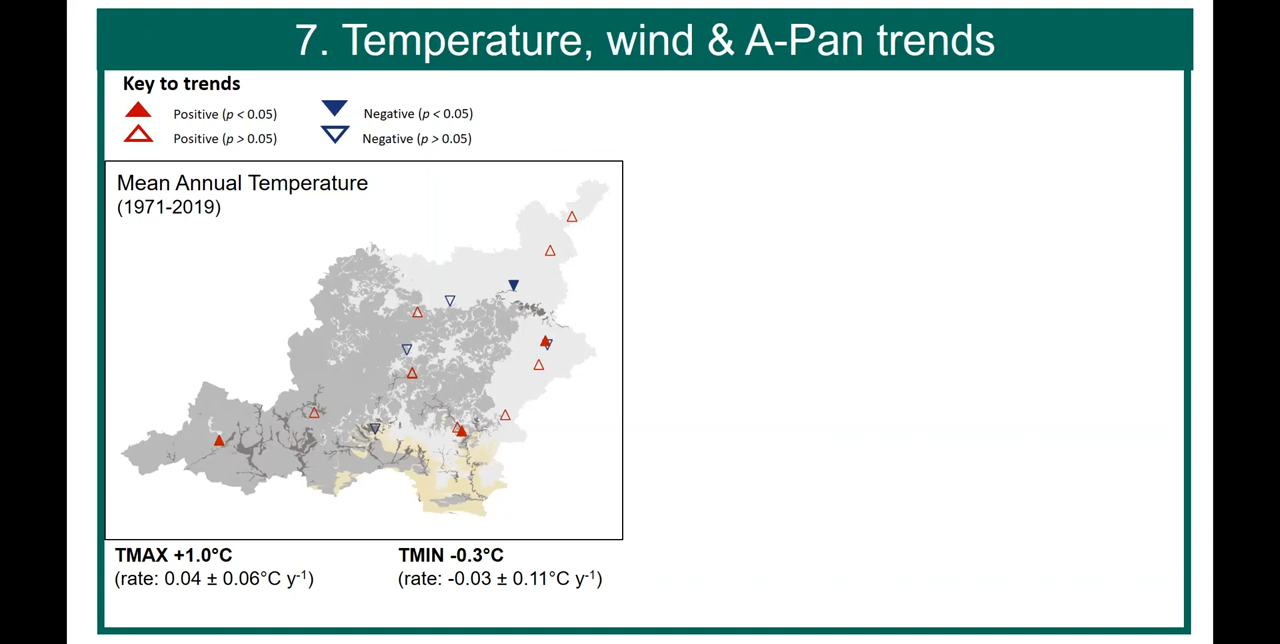 7. Temperature, wind & A-Pan trends
Key to trends
Positive (p < 0.05)
Negative (p < 0.05)
Positive (p > 0.05)
Negative (p > 0.05)
Mean Annual Temperature
(1971-2019)
TMAX +1.0°C
TMIN -0.3°C
(rate: 0.04 ± 0.06°C y⁻¹)
(rate: -0.03 ± 0.11°C y⁻¹)